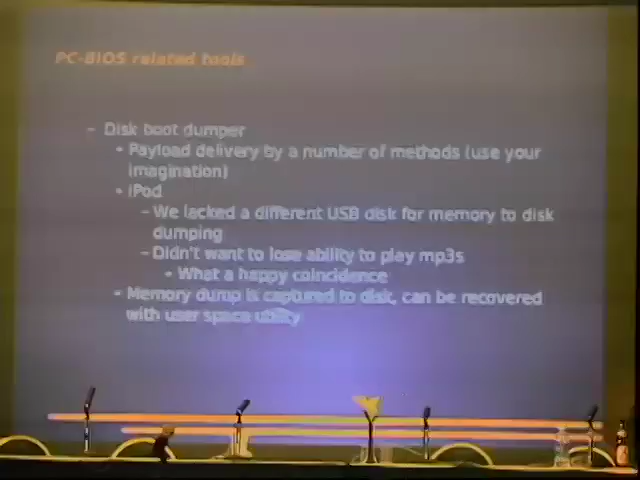 PC-BIOS related tools
– Disk boot dumper
• Payload delivery by a number of methods (use your
imagination)
• iPod
– We lacked a different USB disk for memory to disk
dumping
– Didn't want to lose ability to play mp3s
• What a happy coincidence
• Memory dump is captured to disk, can be recovered
with user space utility